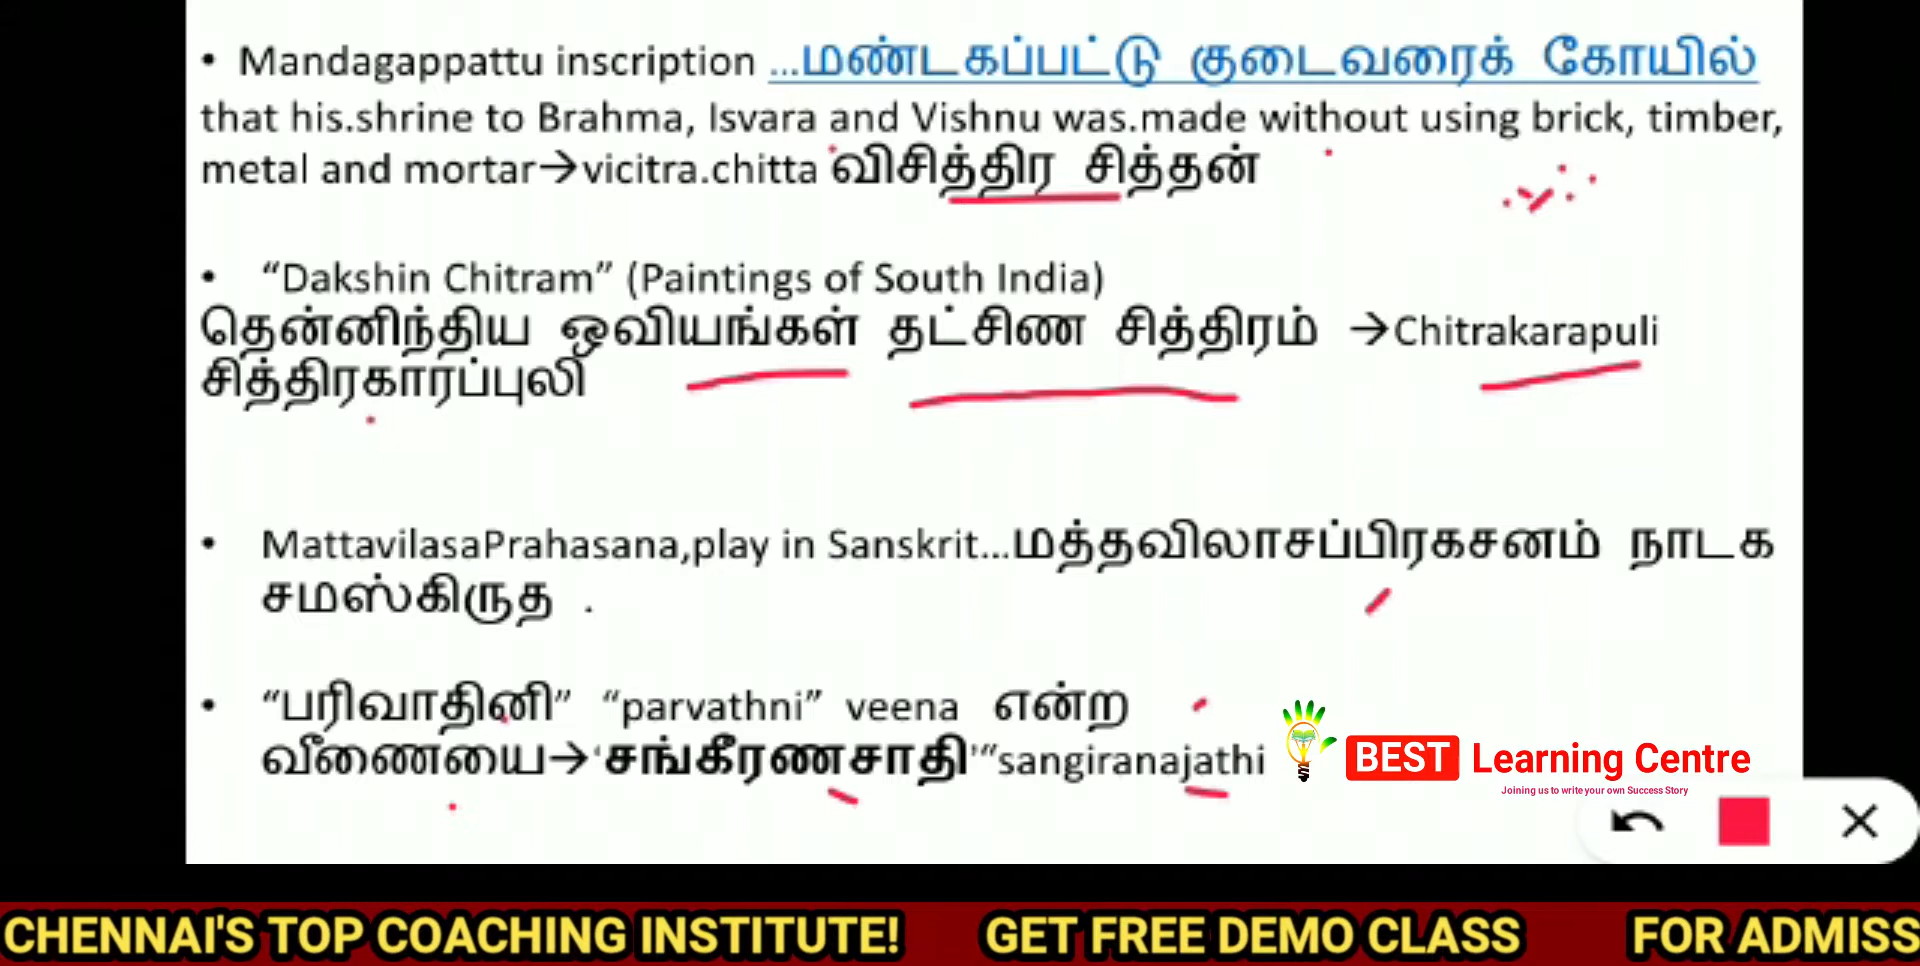 • Mandagappattu inscription ...மண்டகப்பட்டு குடைவரைக் கோயில்
that his.shrine to Brahma, Isvara and Vishnu was.made without using brick, timber,
metal and mortar→vicitra.chitta விசித்திர சித்தன்
• “Dakshin Chitram” (Paintings of South India)
தென்னிந்திய ஒவியங்கள் தட்சிண சித்திரம் →Chitrakarapuli
சித்திரகாரப்புலி
• MattavilasaPrahasana,play in Sanskrit...மத்தவிலாசப்பிரகசனம் நாடக
சமஸ்கிருத .
• “பரிவாதினி” “parvathni” veena என்ற
வீணையை→‘சங்கீரணசாதி’“sangiranajathi
BEST Learning Centre
Joining us to write your own Success Story
CHENNAI'S TOP COACHING INSTITUTE! GET FREE DEMO CLASS FOR ADMISS